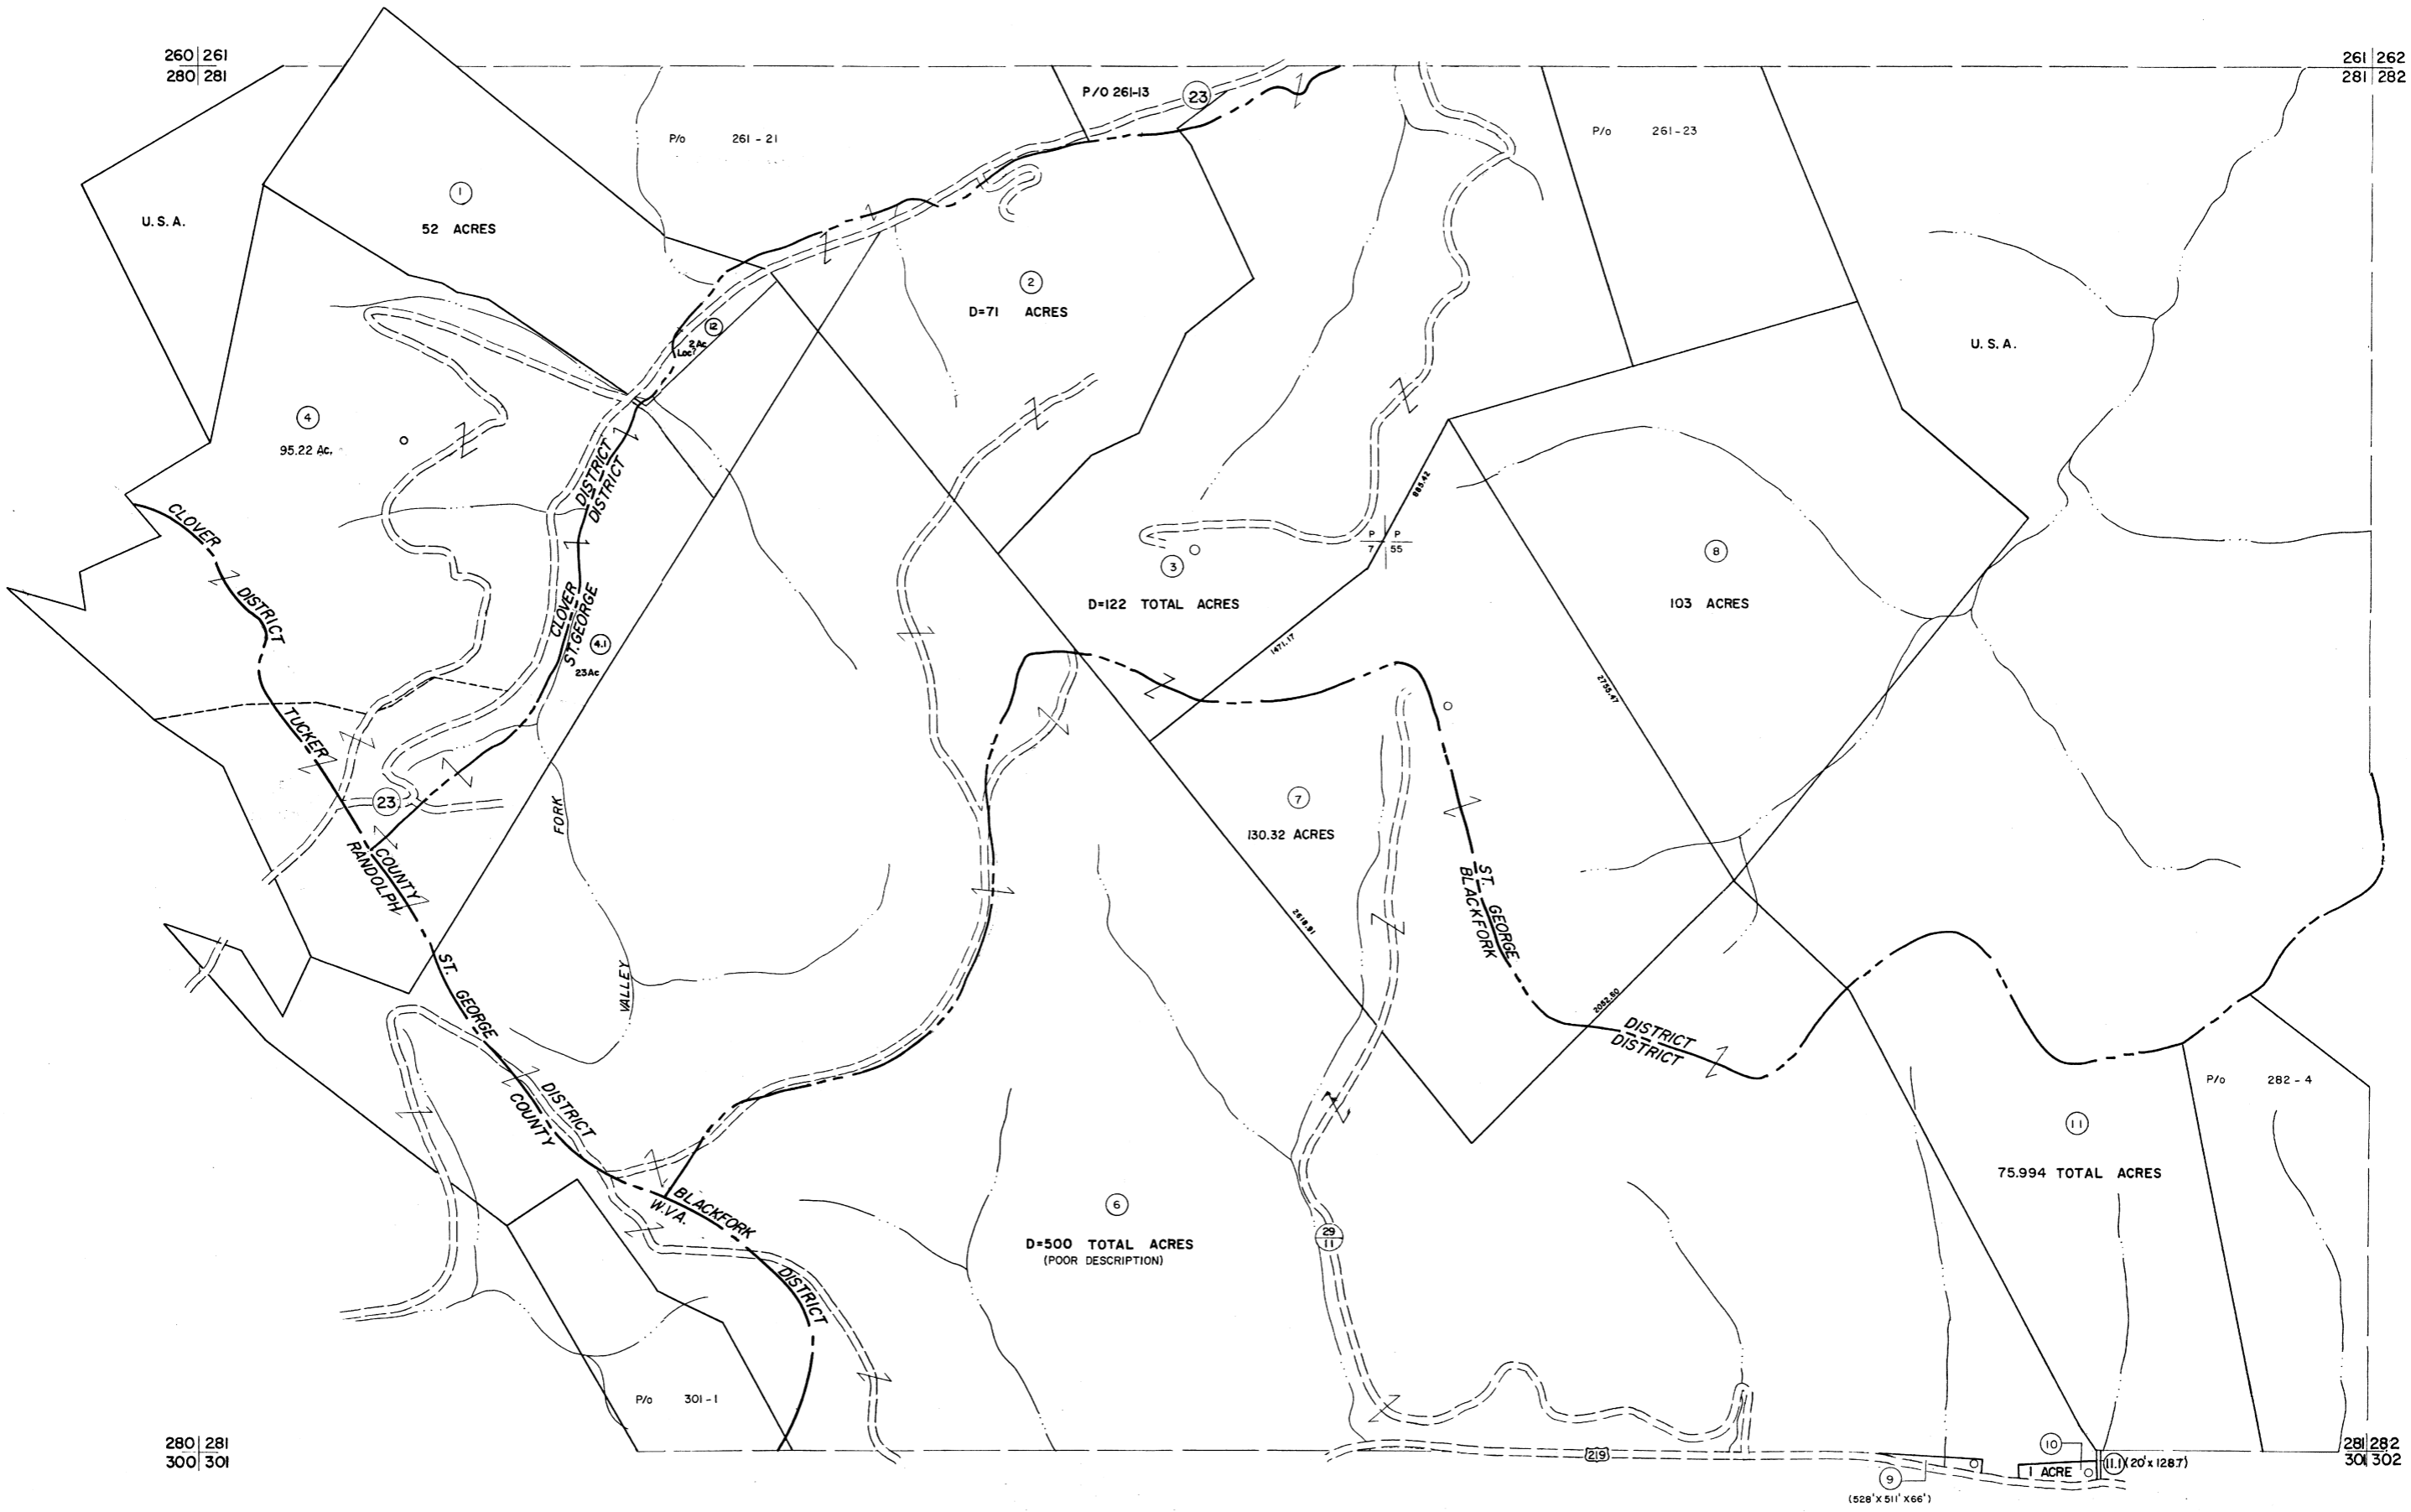 260 261
280 281
261 262
281 282
P/O 261-13
23
P/o 261-21
P/o 261-23
1
52 ACRES
U.S.A.
2
D=71 ACRES
12
2Ac
Loc?
U.S.A.
4
95.22 Ac.
DISTRICT
DISTRICT
885.42
CLOVER
DISTRICT
P P
7 55
3
D=122 TOTAL ACRES
8
103 ACRES
CLOVER
ST. GEORGE
4.1
23Ac
1471.17
2755.47
TUCKER
COUNTY
RANDOLPH
23
FORK
VALLEY
7
130.32 ACRES
ST. GEORGE
BLACKFORK
2618.91
ST. GEORGE
DISTRICT
COUNTY
2082.80
DISTRICT
DISTRICT
P/o 282-4
11
75.994 TOTAL ACRES
BLACKFORK
W.VA.
DISTRICT
6
D=500 TOTAL ACRES
(POOR DESCRIPTION)
29
11
P/o 301-1
280 281
300 301
219
9
(528' X 511' X 66')
10
1 ACRE
11.1 (20' x 128.7')
281 282
301 302